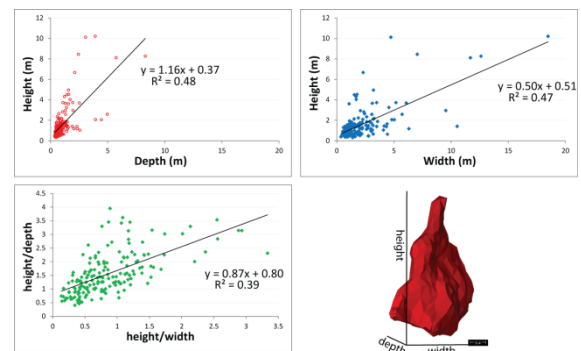 12
10
8
6
4
2
0
0
5
10
15
20
Height (m)
Depth (m)
y = 1.16x + 0.37
R² = 0.48
12
10
8
6
4
2
0
0
5
10
15
20
Height (m)
Width (m)
y = 0.50x + 0.51
R² = 0.47
4.5
4
3.5
3
2.5
2
1.5
1
0.5
0
0
0.5
1
1.5
2
2.5
3
3.5
height/depth
height/width
y = 0.87x + 0.80
R² = 0.39
height
depth
width